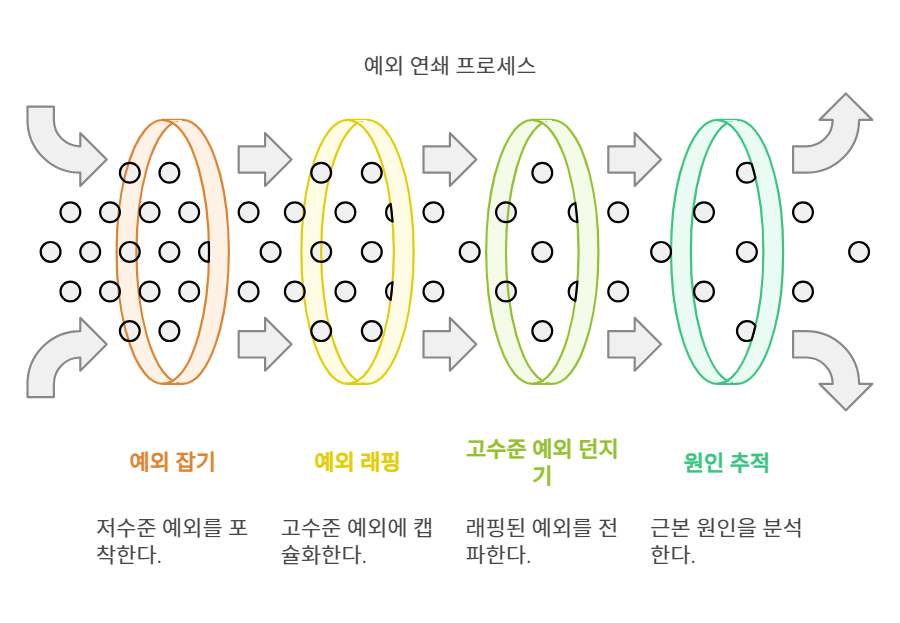 예외 연쇄 프로세스
예외 잡기
저수준 예외를 포
착한다.
예외 래핑
고수준 예외에 캡
슐화한다.
고수준 예외 던지
기
래핑된 예외를 전
파한다.
원인 추적
근본 원인을 분석
한다.